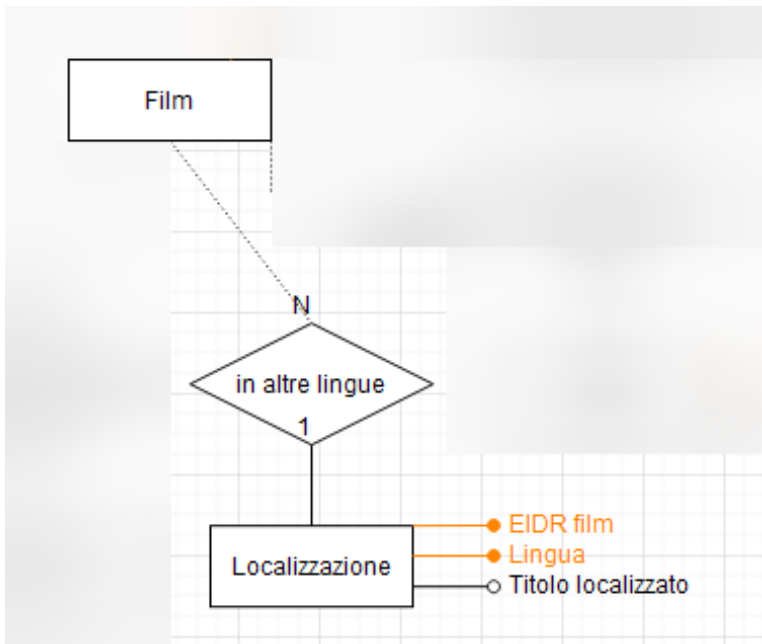 Film
N
in altre lingue
1
EIDR film
Lingua
Localizzazione
Titolo localizzato